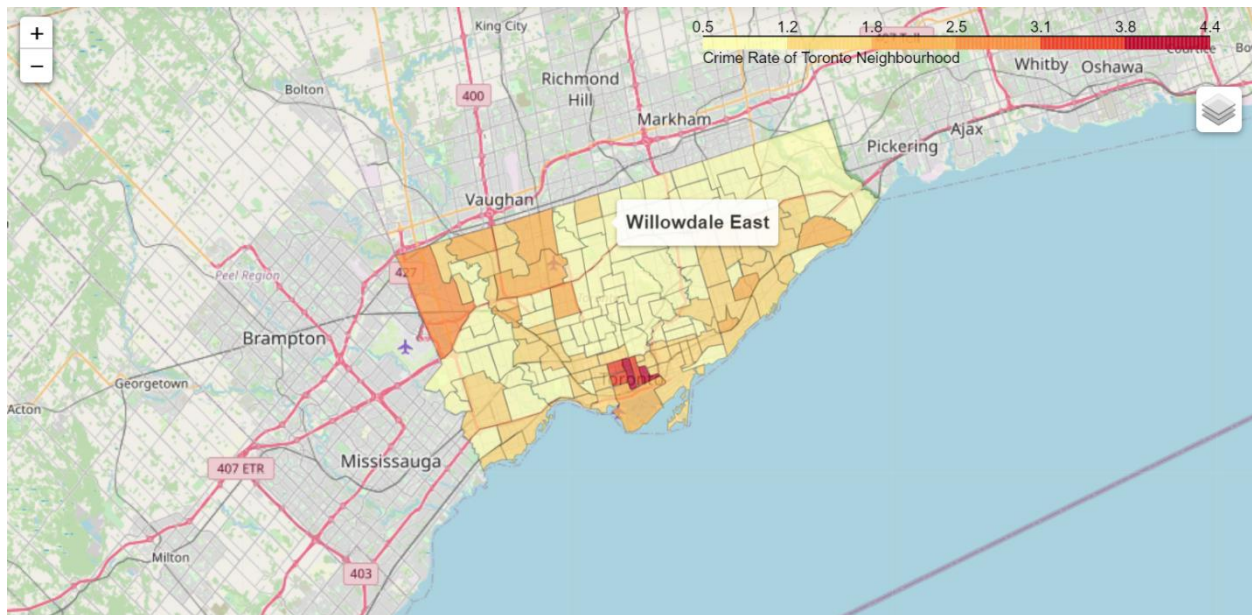 +
−
King City
0.5 1.2 1.8 2.5 3.1 3.8 4.4
Crime Rate of Toronto Neighbourhood
Whitby
Oshawa
Richmond
Hill
Bolton
400
Markham
Ajax
Pickering
Vaughan
Willowdale East
427
Peel Region
Brampton
Georgetown
Toronto
Acton
Mississauga
407 ETR
Milton
403